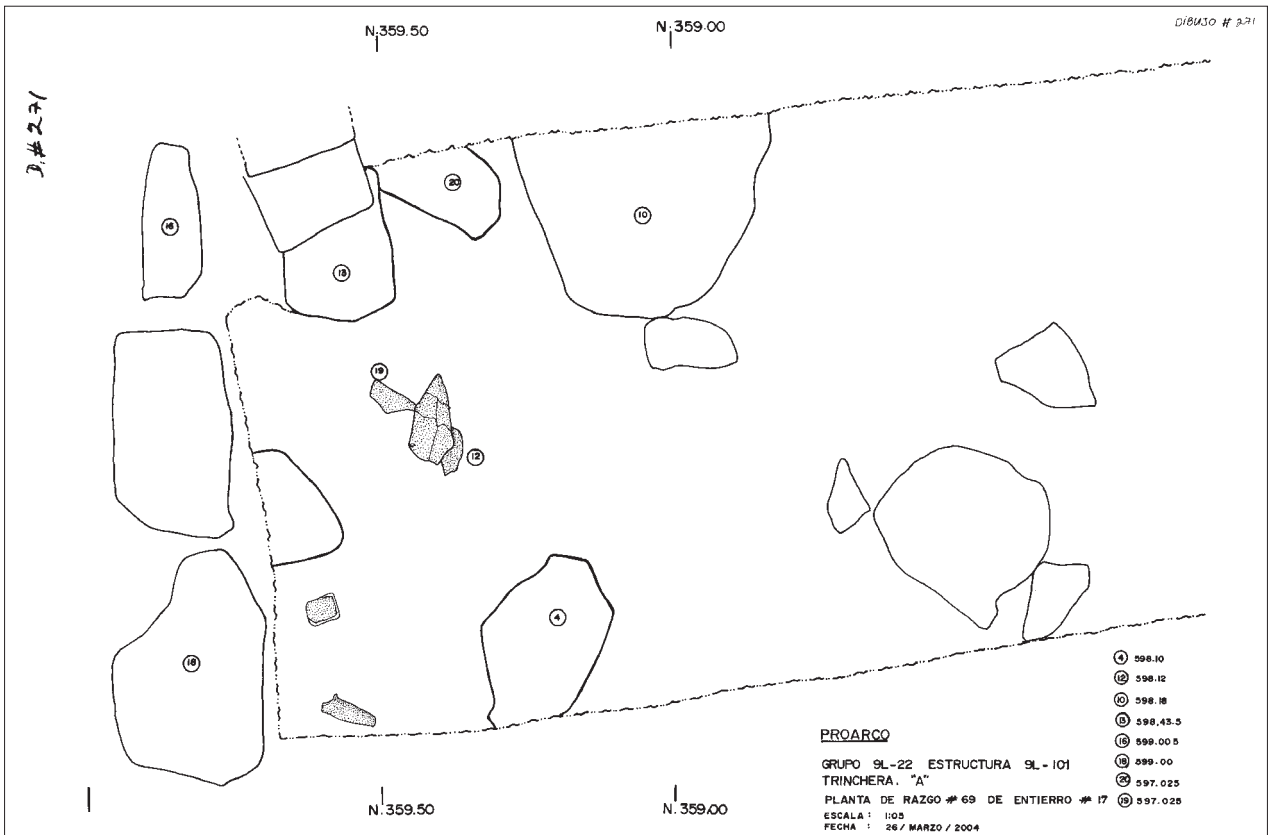 DIBUJO # 271
N. 359.50
N. 359.00
D. # 271
20
10
16
13
19
12
4
18
4 598.10
12 598.12
10 598.18
13 598.43.5
16 599.005
18 599.00
20 597.025
19 597.025
PROARCO
GRUPO 9L-22 ESTRUCTURA 9L-101
TRINCHERA. "A"
PLANTA DE RAZGO # 69 DE ENTIERRO # 17
ESCALA : 1:05
FECHA : 26 / MARZO / 2004
N. 359.50
N. 359.00